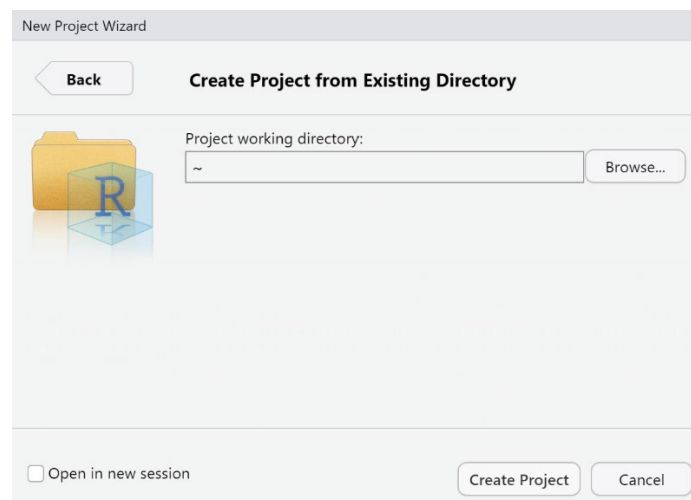 New Project Wizard
Back
Create Project from Existing Directory
Project working directory:
~
Browse...
R
Open in new session
Create Project
Cancel